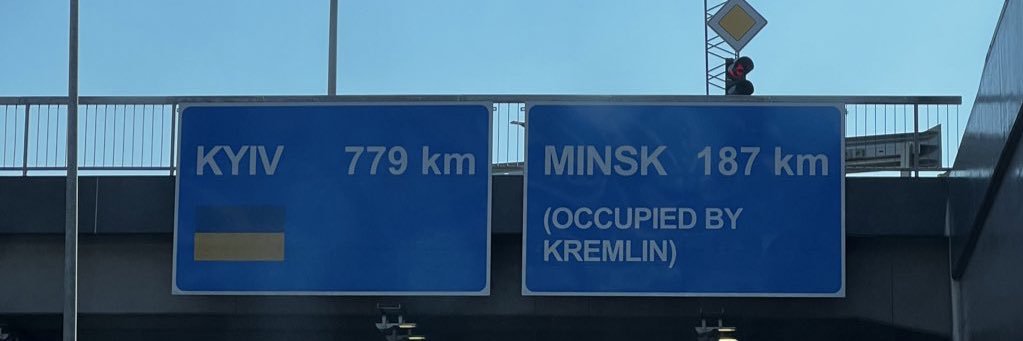 KYIV 779 km
MINSK 187 km
(OCCUPIED BY
KREMLIN)